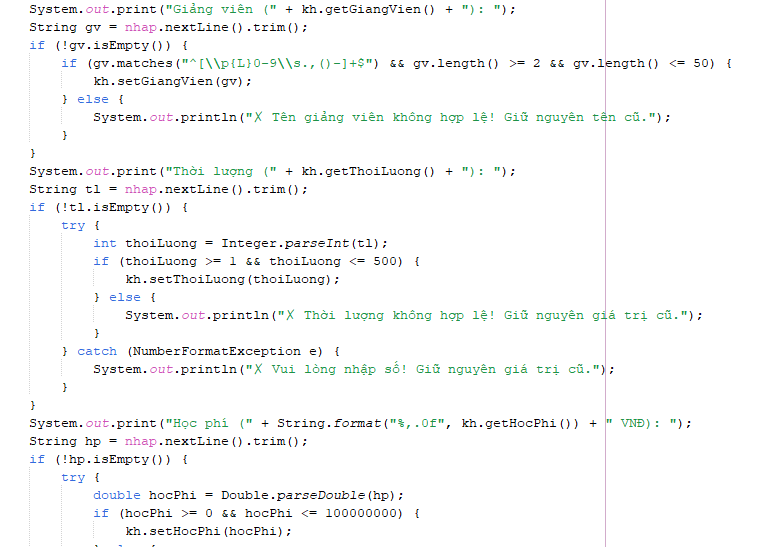 System.out.print("Giảng viên (" + kh.getGiangVien() + "): ");
String gv = nhap.nextLine().trim();
if (!gv.isEmpty()) {
    if (gv.matches("^[\\p{L}0-9\\s.,()-]+$") && gv.length() >= 2 && gv.length() <= 50) {
        kh.setGiangVien(gv);
    } else {
        System.out.println("✗ Tên giảng viên không hợp lệ! Giữ nguyên tên cũ.");
    }
}
System.out.print("Thời lượng (" + kh.getThoiLuong() + "): ");
String tl = nhap.nextLine().trim();
if (!tl.isEmpty()) {
    try {
        int thoiLuong = Integer.parseInt(tl);
        if (thoiLuong >= 1 && thoiLuong <= 500) {
            kh.setThoiLuong(thoiLuong);
        } else {
            System.out.println("✗ Thời lượng không hợp lệ! Giữ nguyên giá trị cũ.");
        }
    } catch (NumberFormatException e) {
        System.out.println("✗ Vui lòng nhập số! Giữ nguyên giá trị cũ.");
    }
}
System.out.print("Học phí (" + String.format("%,.0f", kh.getHocPhi()) + " VNĐ): ");
String hp = nhap.nextLine().trim();
if (!hp.isEmpty()) {
    try {
        double hocPhi = Double.parseDouble(hp);
        if (hocPhi >= 0 && hocPhi <= 100000000) {
            kh.setHocPhi(hocPhi);